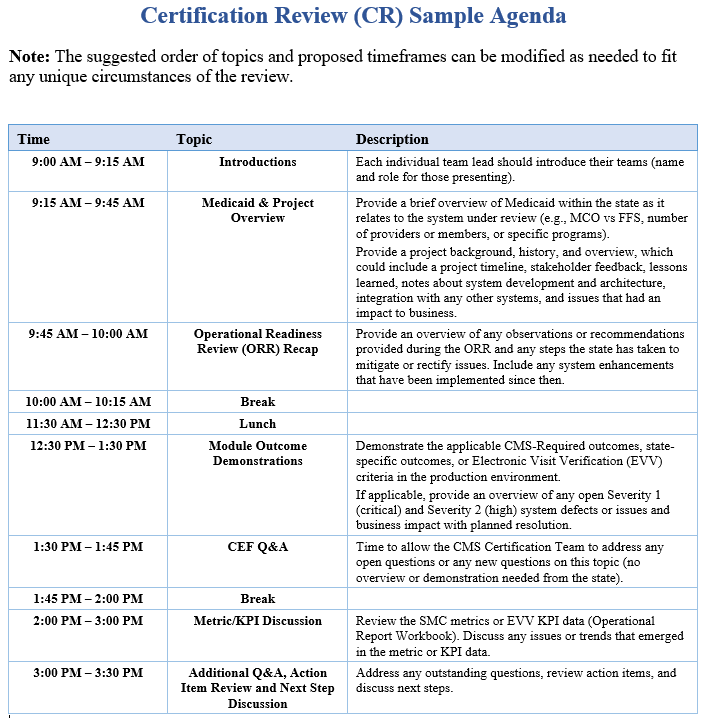 Certification Review (CR) Sample Agenda
Note: The suggested order of topics and proposed timeframes can be modified as needed to fit
any unique circumstances of the review.
Time Topic Description
9:00 AM – 9:15 AM Introductions Each individual team lead should introduce their teams (name
and role for those presenting).
9:15 AM – 9:45 AM Medicaid & Project Provide a brief overview of Medicaid within the state as it
Overview relates to the system under review (e.g., MCO vs FFS, number
of providers or members, or specific programs).
Provide a project background, history, and overview, which
could include a project timeline, stakeholder feedback, lessons
learned, notes about system development and architecture,
integration with any other systems, and issues that had an
impact to business.
9:45 AM – 10:00 AM Operational Readiness Provide an overview of any observations or recommendations
Review (ORR) Recap provided during the ORR and any steps the state has taken to
mitigate or rectify issues. Include any system enhancements
that have been implemented since then.
10:00 AM – 10:15 AM Break
11:30 AM – 12:30 PM Lunch
12:30 PM – 1:30 PM Module Outcome Demonstrate the applicable CMS-Required outcomes, state-
Demonstrations specific outcomes, or Electronic Visit Verification (EVV)
criteria in the production environment.
If applicable, provide an overview of any open Severity 1
(critical) and Severity 2 (high) system defects or issues and
business impact with planned resolution.
1:30 PM – 1:45 PM CEF Q&A Time to allow the CMS Certification Team to address any
open questions or any new questions on this topic (no
overview or demonstration needed from the state).
1:45 PM – 2:00 PM Break
2:00 PM – 3:00 PM Metric/KPI Discussion Review the SMC metrics or EVV KPI data (Operational
Report Workbook). Discuss any issues or trends that emerged
in the metric or KPI data.
3:00 PM – 3:30 PM Additional Q&A, Action Address any outstanding questions, review action items, and
Item Review and Next Step discuss next steps.
Discussion